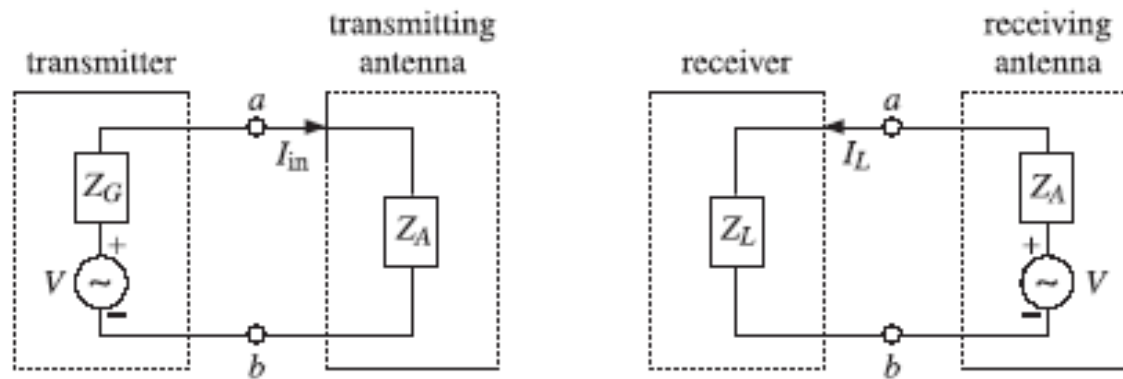 transmitter
transmitting
antenna
a
I_in
Z_G
Z_A
+
V
~
-
b
receiver
receiving
antenna
a
I_L
Z_L
Z_A
+
~
V
-
b